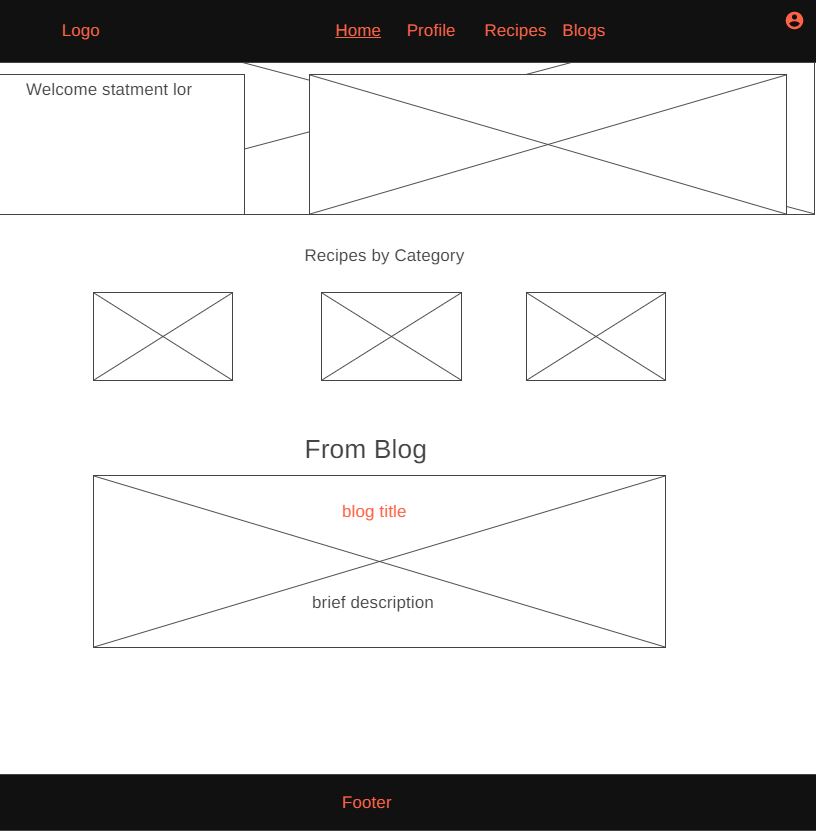 Logo Home Profile Recipes Blogs
Welcome statment lor
Recipes by Category
From Blog
blog title
brief description
Footer